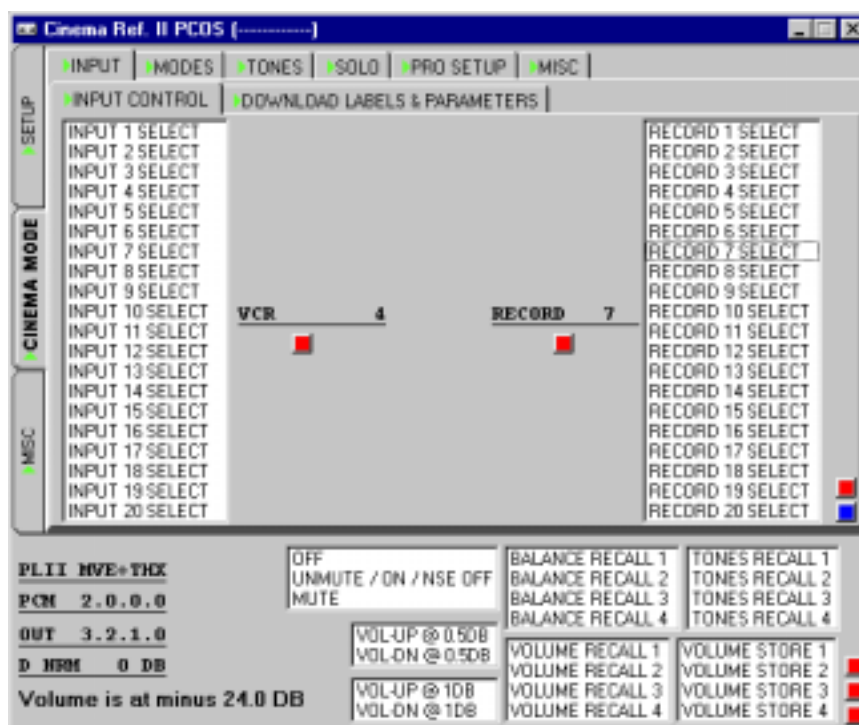 Cinema Ref. II PCOS (-------------)
INPUT MODES TONES SOLO PRO SETUP MISC
INPUT CONTROL DOWNLOAD LABELS & PARAMETERS
SETUP
CINEMA MODE
MISC
INPUT 1 SELECT
INPUT 2 SELECT
INPUT 3 SELECT
INPUT 4 SELECT
INPUT 5 SELECT
INPUT 6 SELECT
INPUT 7 SELECT
INPUT 8 SELECT
INPUT 9 SELECT
INPUT 10 SELECT
INPUT 11 SELECT
INPUT 12 SELECT
INPUT 13 SELECT
INPUT 14 SELECT
INPUT 15 SELECT
INPUT 16 SELECT
INPUT 17 SELECT
INPUT 18 SELECT
INPUT 19 SELECT
INPUT 20 SELECT
VCR 4
RECORD 7
RECORD 1 SELECT
RECORD 2 SELECT
RECORD 3 SELECT
RECORD 4 SELECT
RECORD 5 SELECT
RECORD 6 SELECT
RECORD 7 SELECT
RECORD 8 SELECT
RECORD 9 SELECT
RECORD 10 SELECT
RECORD 11 SELECT
RECORD 12 SELECT
RECORD 13 SELECT
RECORD 14 SELECT
RECORD 15 SELECT
RECORD 16 SELECT
RECORD 17 SELECT
RECORD 18 SELECT
RECORD 19 SELECT
RECORD 20 SELECT
PLII MVE+THX
PCM 2.0.0.0
OUT 3.2.1.0
D NRM 0 DB
Volume is at minus 24.0 DB
OFF
UNMUTE / ON / NSE OFF
MUTE
VOL-UP @ 0.5DB
VOL-DN @ 0.5DB
VOL-UP @ 1DB
VOL-DN @ 1DB
BALANCE RECALL 1
BALANCE RECALL 2
BALANCE RECALL 3
BALANCE RECALL 4
TONES RECALL 1
TONES RECALL 2
TONES RECALL 3
TONES RECALL 4
VOLUME RECALL 1
VOLUME RECALL 2
VOLUME RECALL 3
VOLUME RECALL 4
VOLUME STORE 1
VOLUME STORE 2
VOLUME STORE 3
VOLUME STORE 4